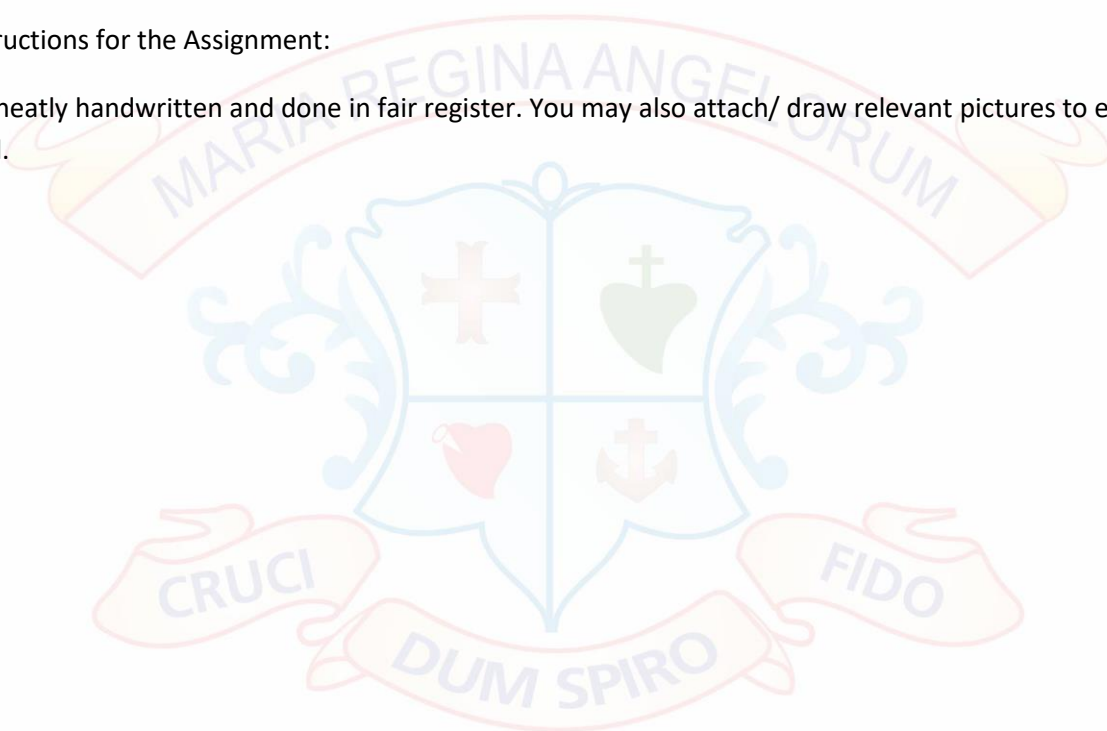 ructions for the Assignment:
MARIA REGINA ANGELORUM
neatly handwritten and done in fair register. You may also attach/ draw relevant pictures to e
.
CRUCI
FIDO
DUM SPIRO